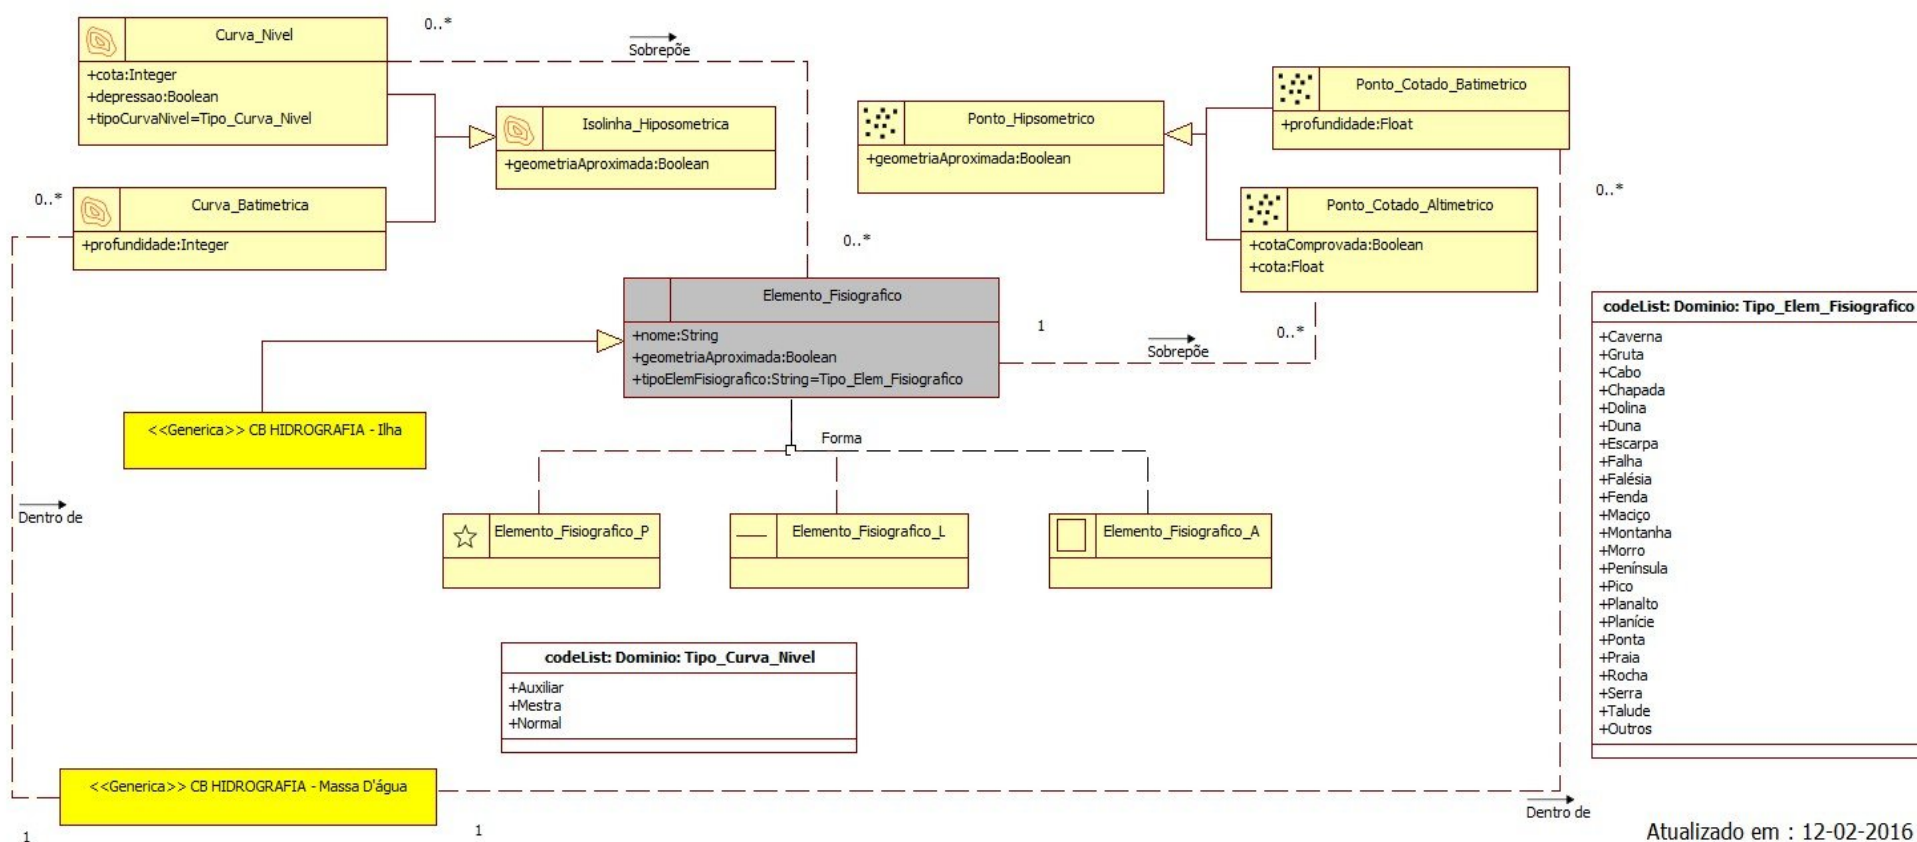 Curva_Nivel
+cota:Integer
+depressao:Boolean
+tipoCurvaNivel=Tipo_Curva_Nivel
0..*
Sobrepõe
Isolinha_Hiposometrica
+geometriaAproximada:Boolean
Ponto_Hipsometrico
+geometriaAproximada:Boolean
Ponto_Cotado_Batimetrico
+profundidade:Float
0..*
Curva_Batimetrica
+profundidade:Integer
0..*
0..*
Ponto_Cotado_Altimetrico
+cotaComprovada:Boolean
+cota:Float
Elemento_Fisiografico
+nome:String
+geometriaAproximada:Boolean
+tipoElemFisiografico:String=Tipo_Elem_Fisiografico
1
Sobrepõe
0..*
codeList: Dominio: Tipo_Elem_Fisiografico
+Caverna
+Gruta
+Cabo
+Chapada
+Dolina
+Duna
+Escarpa
+Falha
+Falésia
+Fenda
+Maciço
+Montanha
+Morro
+Península
+Pico
+Planalto
+Planície
+Ponta
+Praia
+Rocha
+Serra
+Talude
+Outros
<<Generica>> CB HIDROGRAFIA - Ilha
Forma
Dentro de
Elemento_Fisiografico_P
Elemento_Fisiografico_L
Elemento_Fisiografico_A
codeList: Dominio: Tipo_Curva_Nivel
+Auxiliar
+Mestra
+Normal
<<Generica>> CB HIDROGRAFIA - Massa D'água
1
1
Dentro de
Atualizado em : 12-02-2016